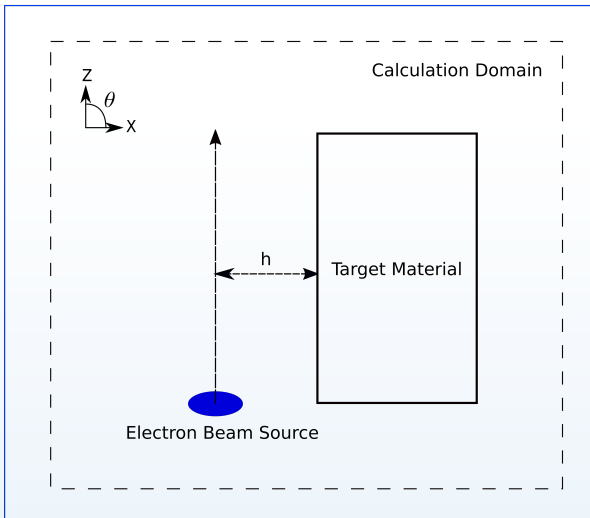 Calculation Domain
Z
θ
X
h
Target Material
Electron Beam Source